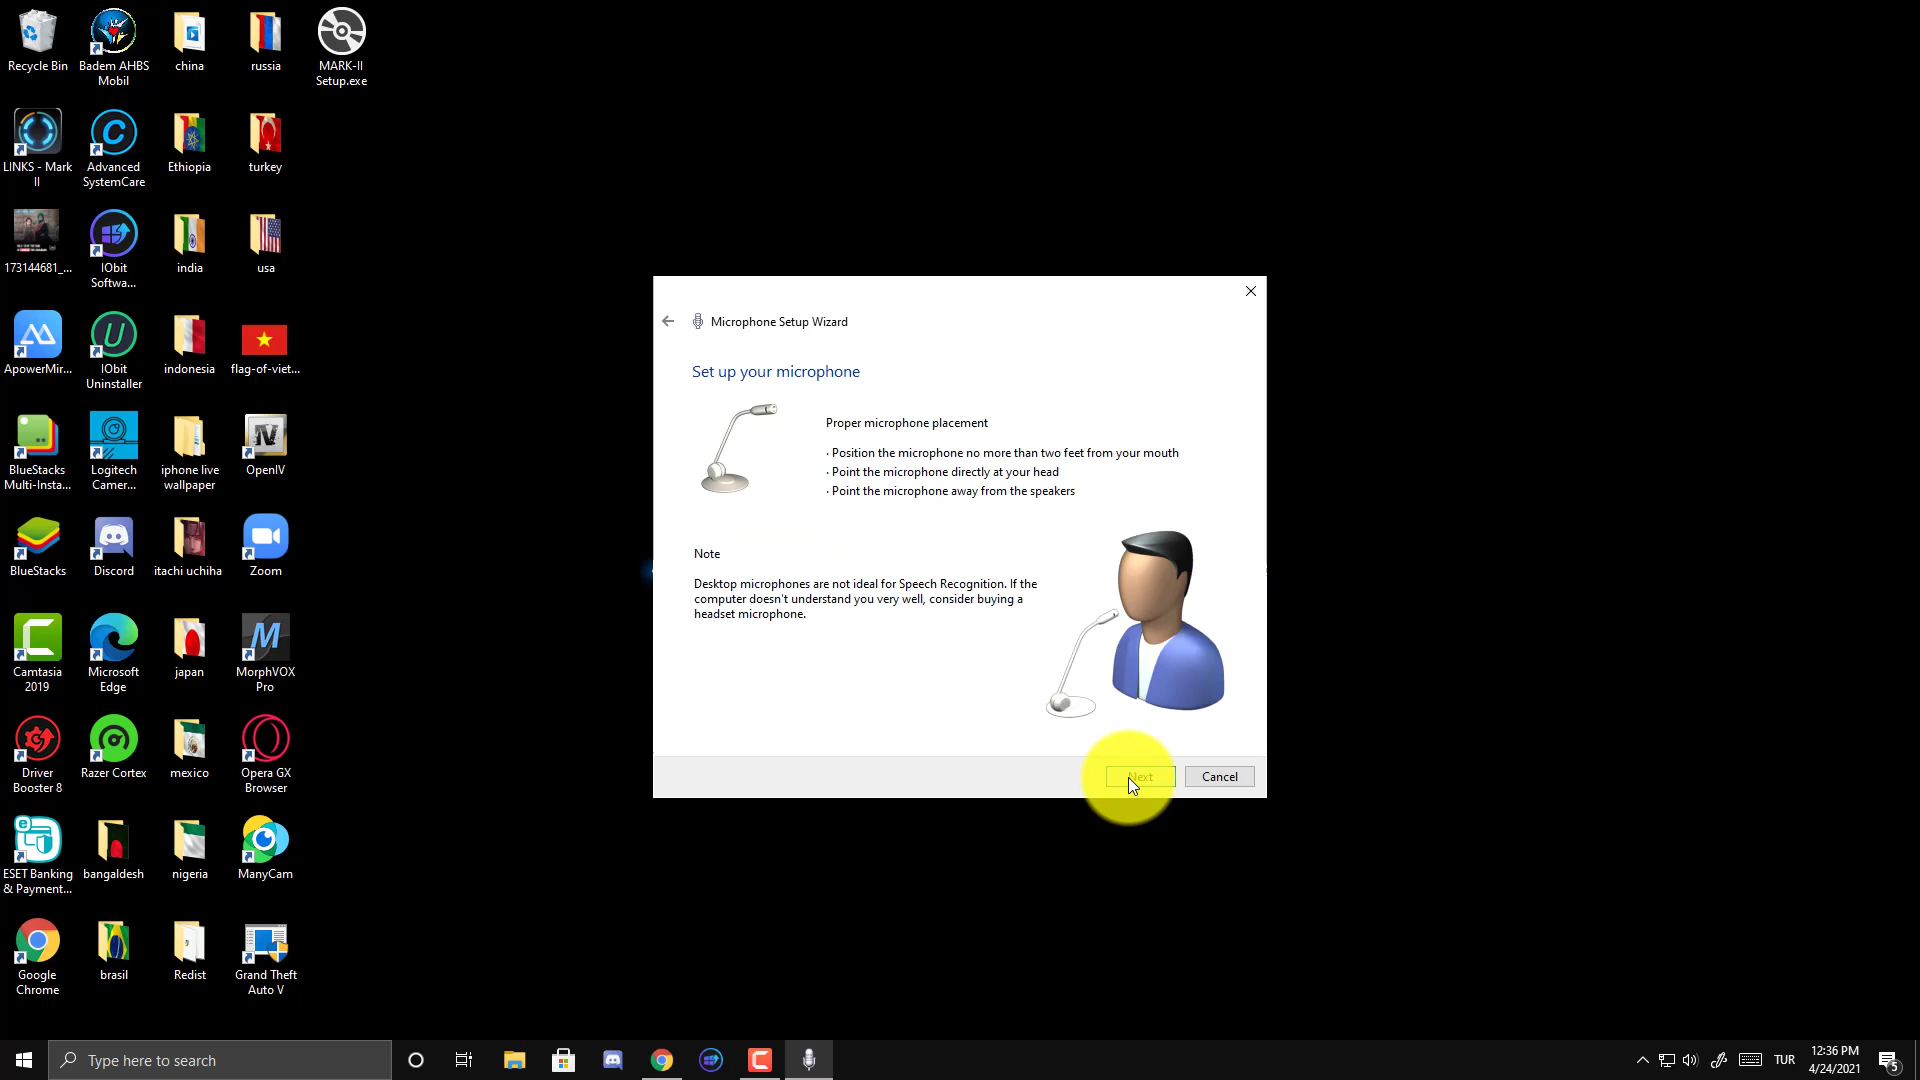 Recycle Bin
Badem AHBS
Mobil
china
russia
MARK-II
Setup.exe
LINKS - Mark
II
Advanced
SystemCare
Ethiopia
turkey
173144681_...
IObit
Softwa...
india
usa
ApowerMir...
IObit
Uninstaller
indonesia
flag-of-viet...
BlueStacks
Multi-Insta...
Logitech
Camer...
iphone live
wallpaper
OpenIV
BlueStacks
Discord
itachi uchiha
Zoom
Camtasia
2019
Microsoft
Edge
japan
MorphVOX
Pro
Driver
Booster 8
Razer Cortex
mexico
Opera GX
Browser
ESET Banking
& Payment...
bangaldesh
nigeria
ManyCam
Google
Chrome
brasil
Redist
Grand Theft
Auto V
Microphone Setup Wizard
Set up your microphone
Proper microphone placement
· Position the microphone no more than two feet from your mouth
· Point the microphone directly at your head
· Point the microphone away from the speakers
Note
Desktop microphones are not ideal for Speech Recognition. If the
computer doesn't understand you very well, consider buying a
headset microphone.
Next
Cancel
Type here to search
TUR
12:36 PM
4/24/2021
5